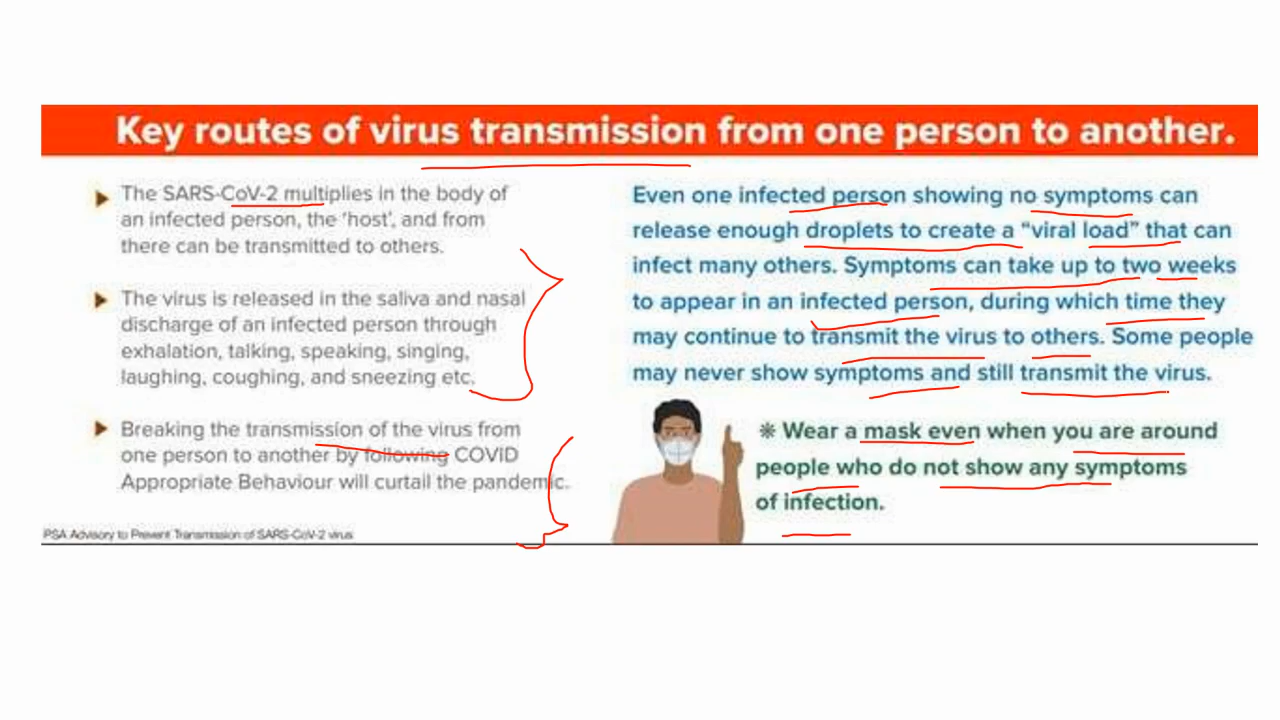 Key routes of virus transmission from one person to another.
The SARS-CoV-2 multiplies in the body of
an infected person, the ‘host’, and from
there can be transmitted to others.
The virus is released in the saliva and nasal
discharge of an infected person through
exhalation, talking, speaking, singing,
laughing, coughing, and sneezing etc.
Breaking the transmission of the virus from
one person to another by following COVID
Appropriate Behaviour will curtail the pandemic.
PSA Advisory to Prevent Transmission of SARS-CoV-2 virus
Even one infected person showing no symptoms can
release enough droplets to create a “viral load” that can
infect many others. Symptoms can take up to two weeks
to appear in an infected person, during which time they
may continue to transmit the virus to others. Some people
may never show symptoms and still transmit the virus.
※ Wear a mask even when you are around
people who do not show any symptoms
of infection.